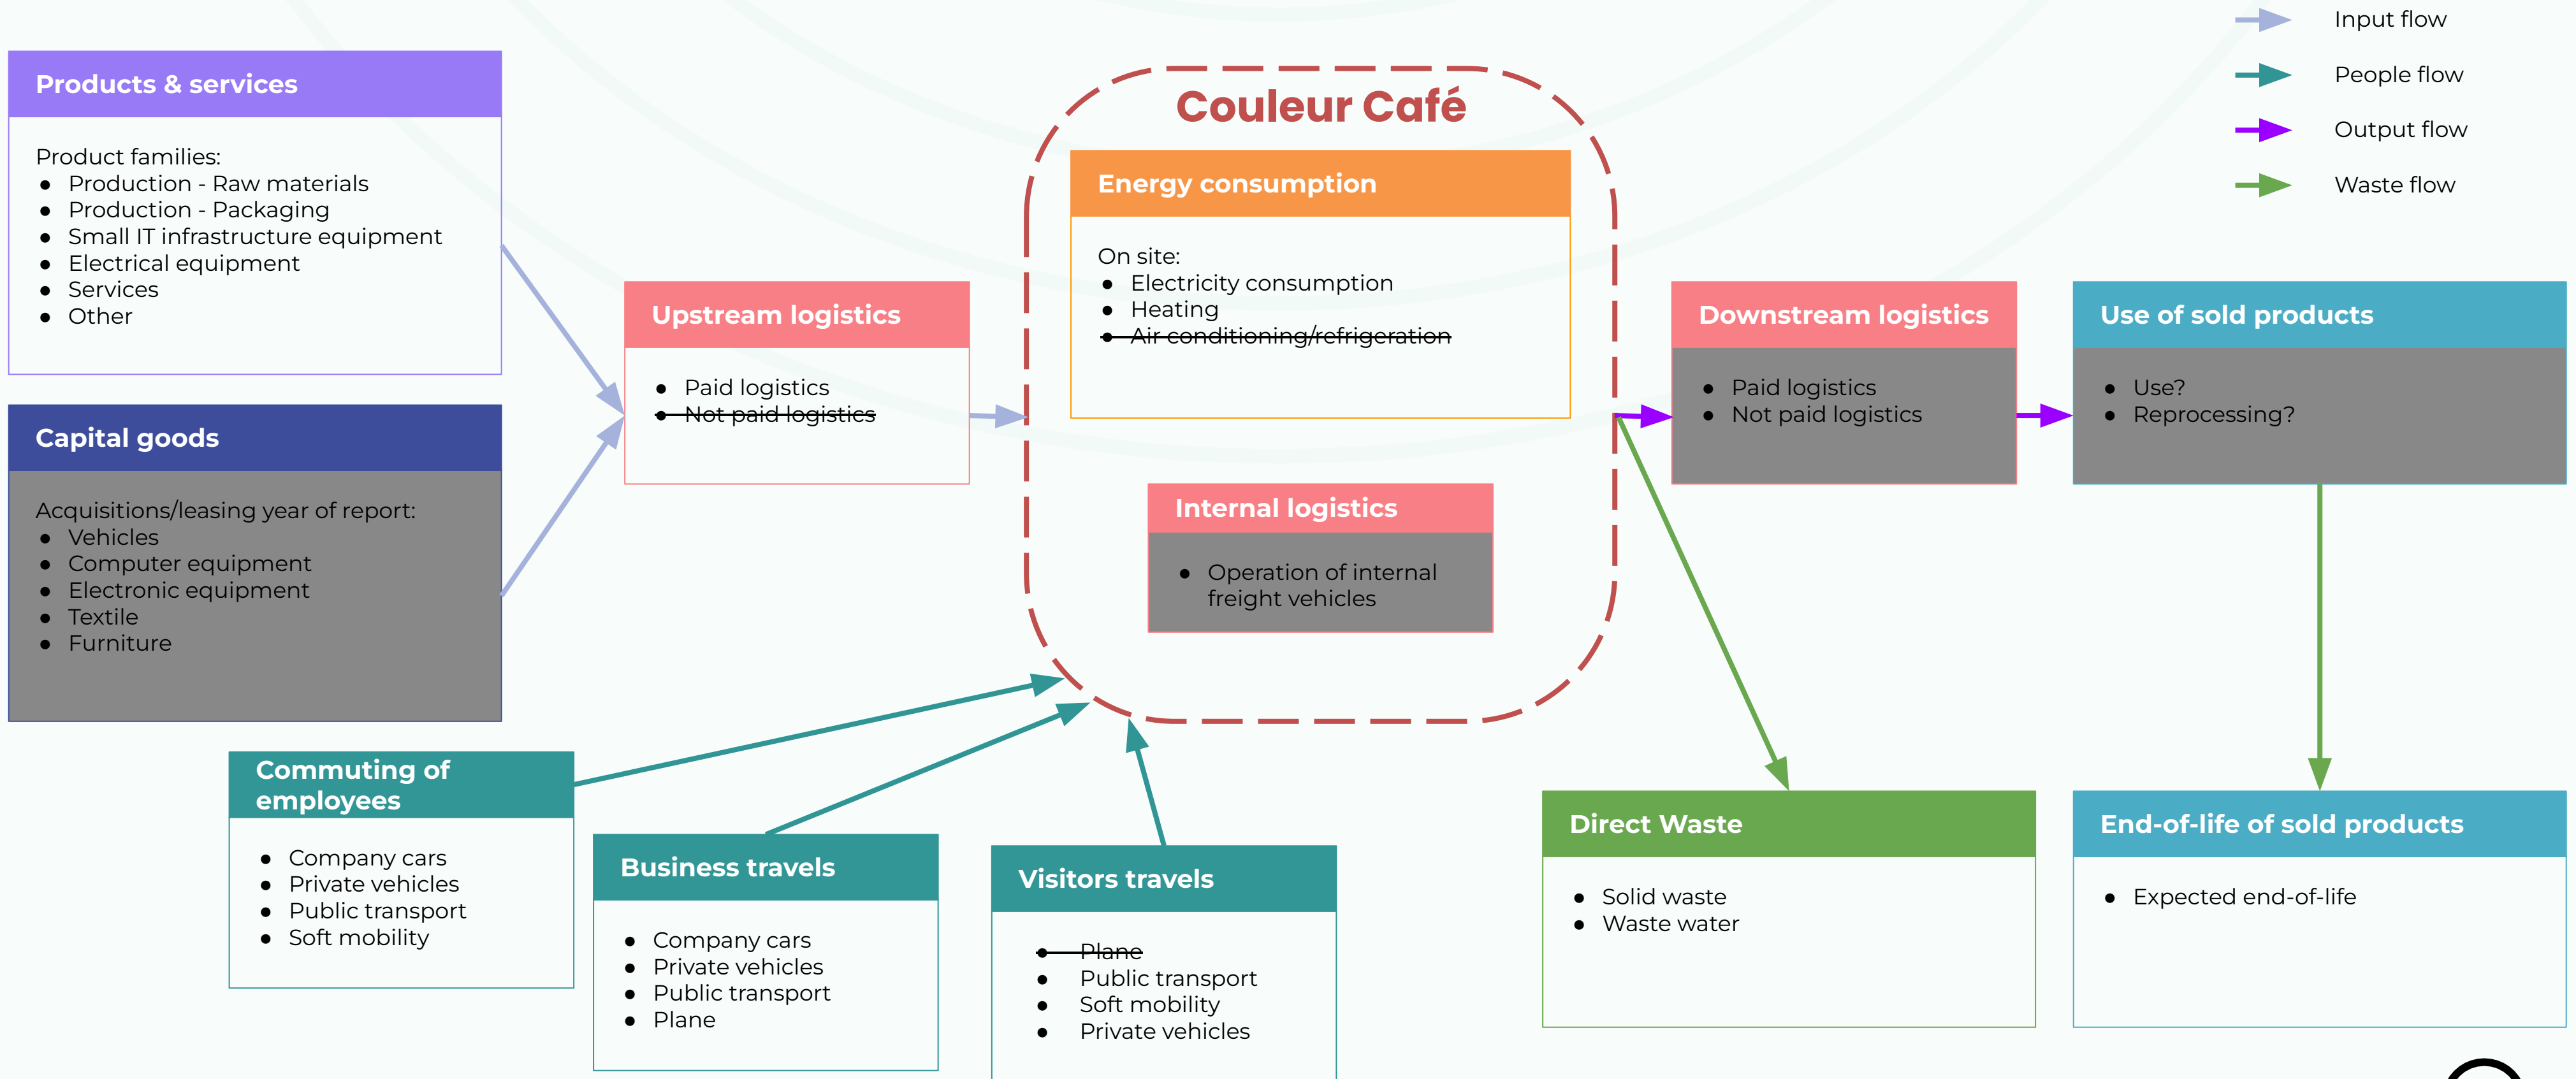 Input flow
People flow
Output flow
Waste flow
Products & services
Product families:
● Production - Raw materials
● Production - Packaging
● Small IT infrastructure equipment
● Electrical equipment
● Services
● Other
Capital goods
Acquisitions/leasing year of report:
● Vehicles
● Computer equipment
● Electronic equipment
● Textile
● Furniture
Upstream logistics
● Paid logistics
● Not paid logistics
Couleur Café
Energy consumption
On site:
● Electricity consumption
● Heating
● Air conditioning/refrigeration
Internal logistics
● Operation of internal
freight vehicles
Downstream logistics
● Paid logistics
● Not paid logistics
Use of sold products
● Use?
● Reprocessing?
Commuting of
employees
● Company cars
● Private vehicles
● Public transport
● Soft mobility
Business travels
● Company cars
● Private vehicles
● Public transport
● Plane
Visitors travels
● Plane
● Public transport
● Soft mobility
● Private vehicles
Direct Waste
● Solid waste
● Waste water
End-of-life of sold products
● Expected end-of-life